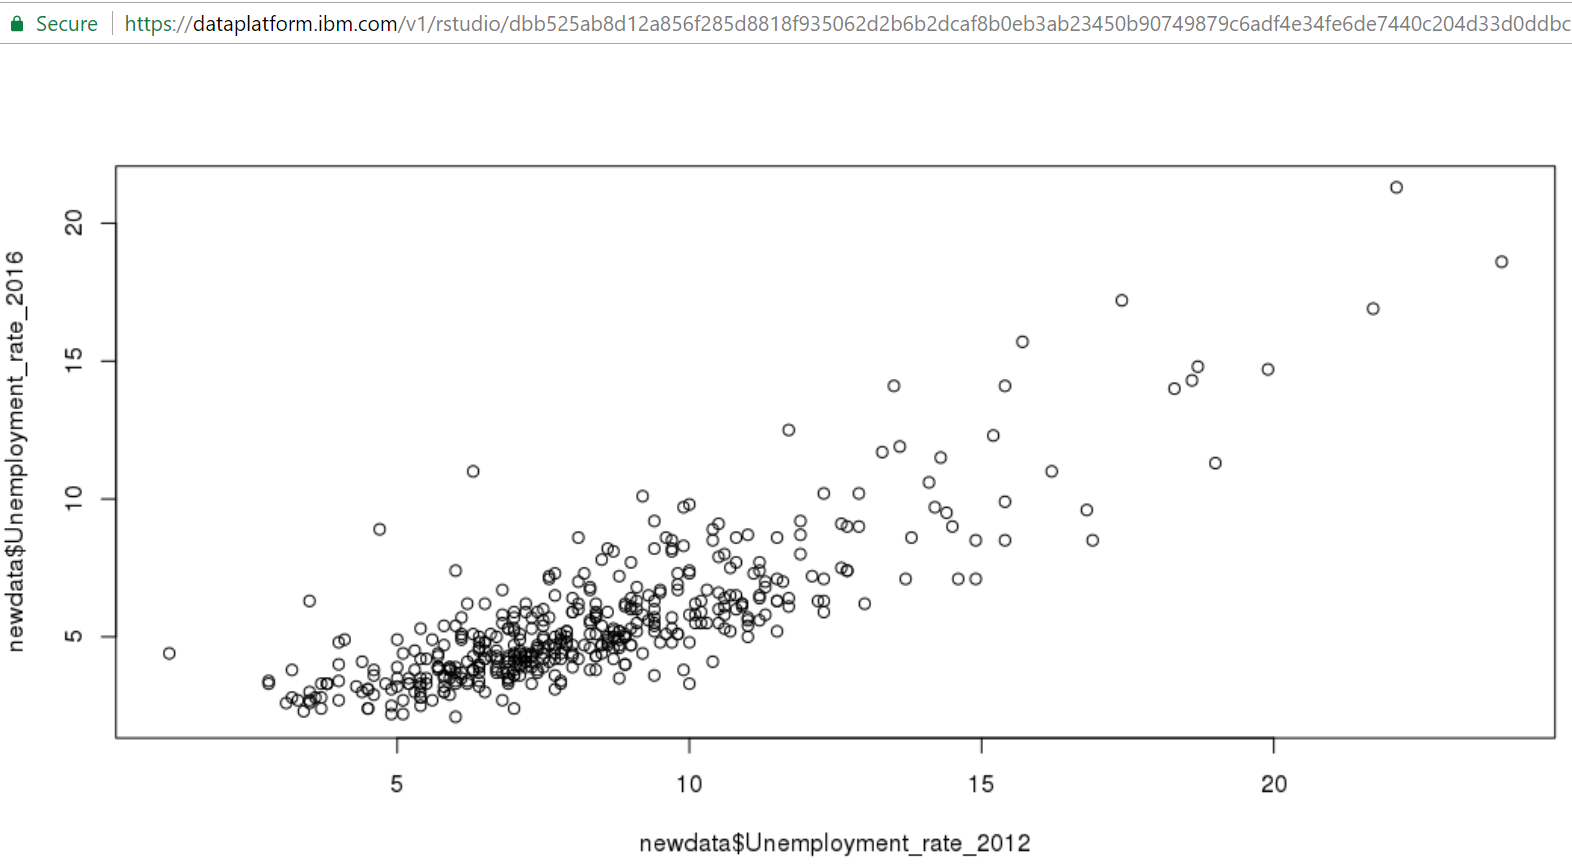 Secure https://dataplatform.ibm.com/v1/rstudio/dbb525ab8d12a856f285d8818f935062d2b6b2dcaf8b0eb3ab23450b90749879c6adf4e34fe6de7440c204d33d0ddbc
newdata$Unemployment_rate_2016
20
15
10
5
5 10 15 20
newdata$Unemployment_rate_2012